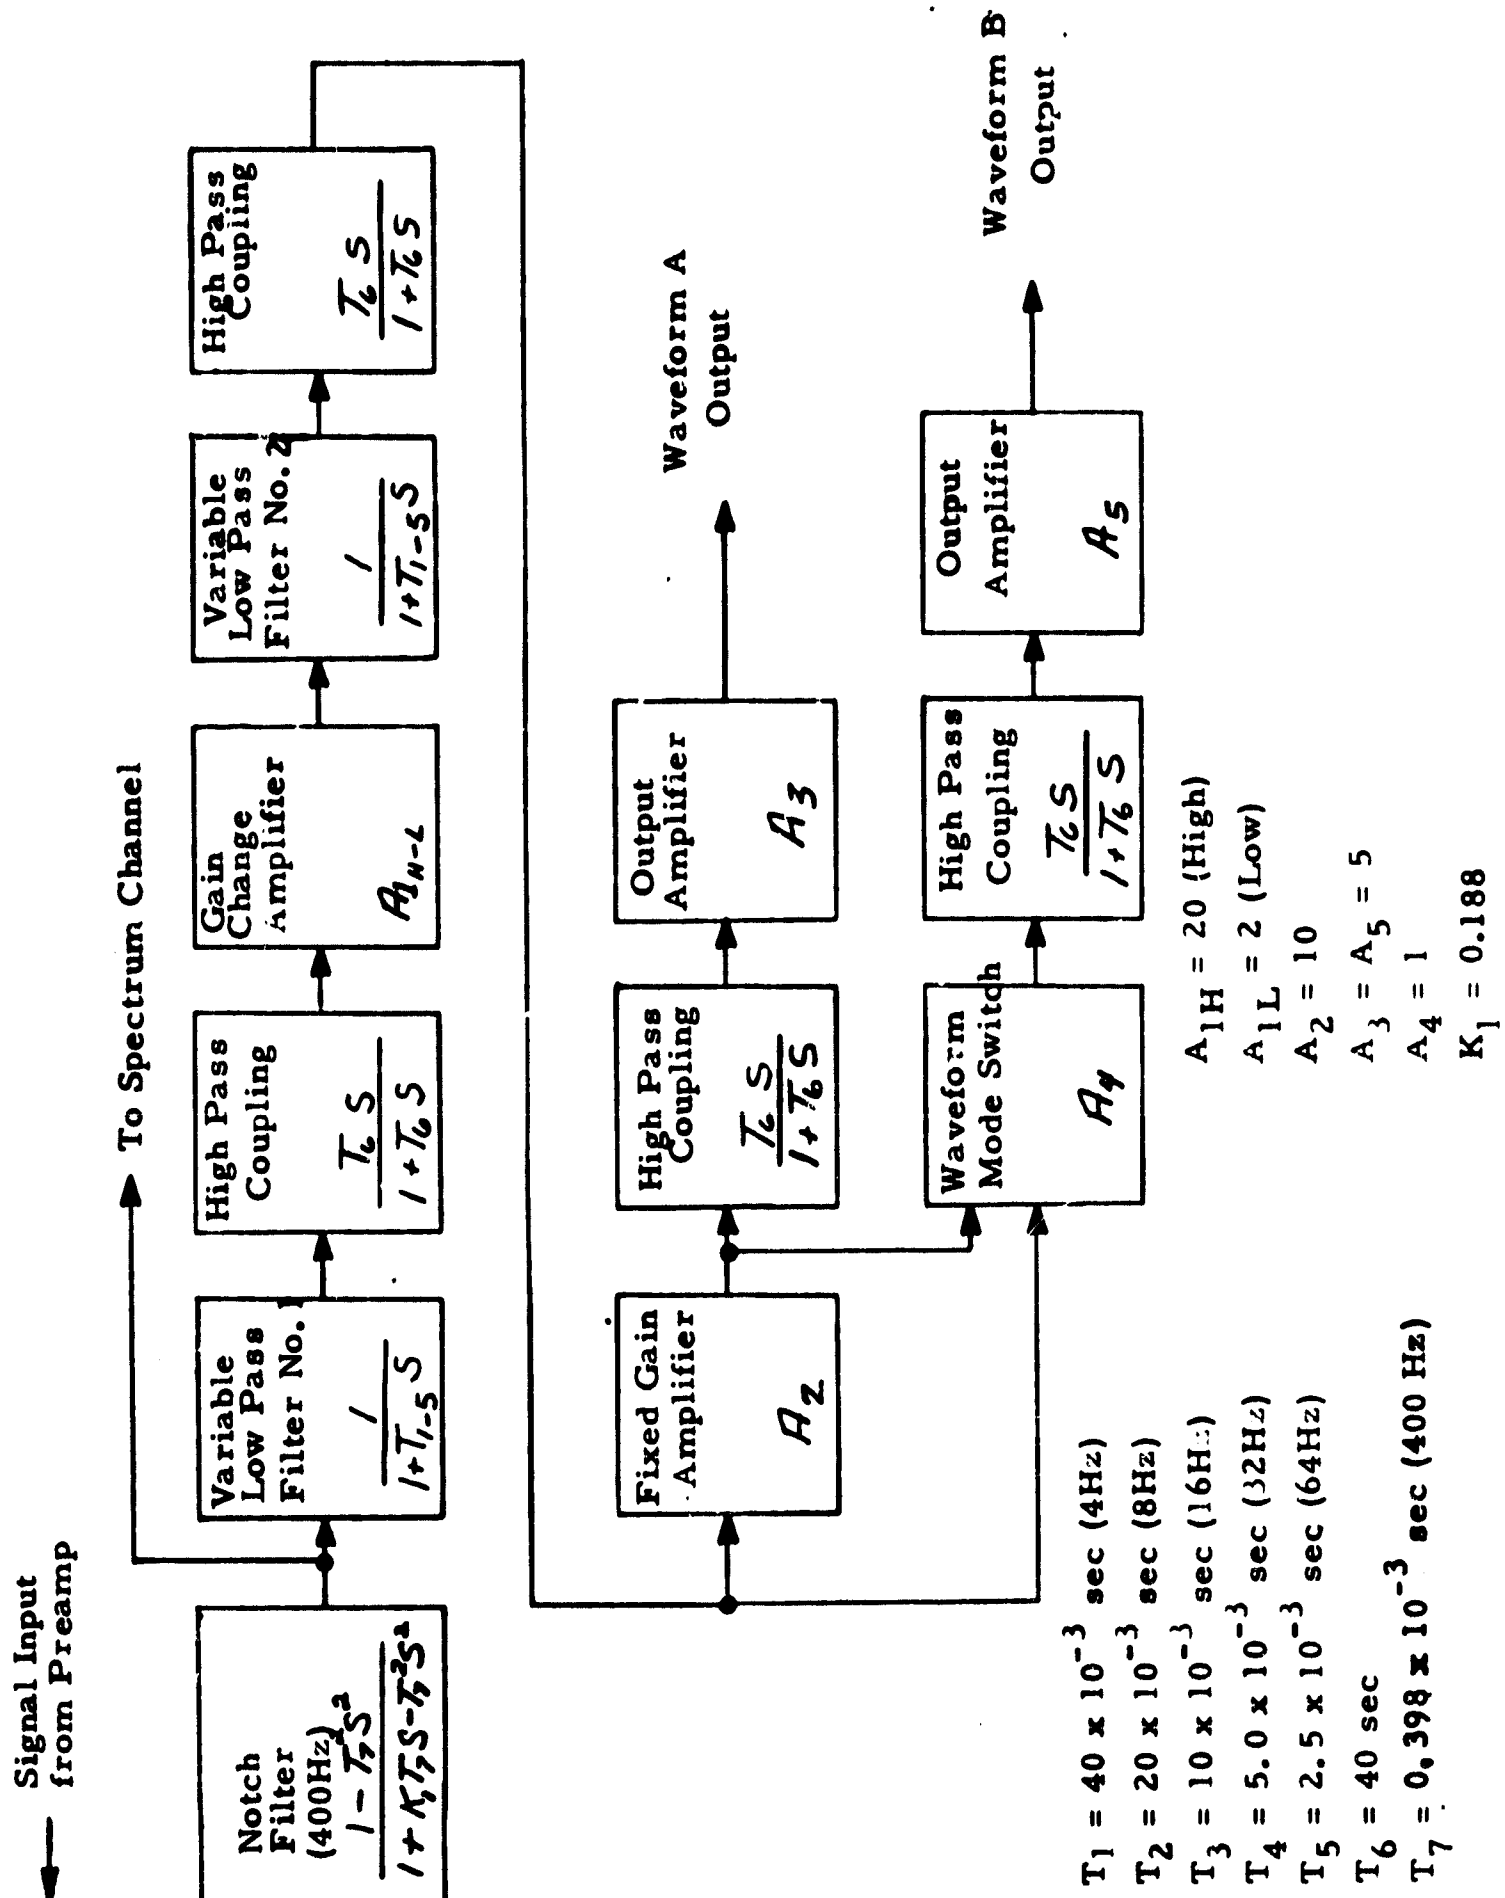 Signal Input
from Preamp
To Spectrum Channel
Notch
Filter
(400Hz)
1 - T₇²S²
1 + K₁T₇S - T₇²S²
Variable
Low Pass
Filter No. 1
1
1 + T₁₋₅S
High Pass
Coupling
T₆ S
1 + T₆ S
Gain
Change
Amplifier
A1H-L
Variable
Low Pass
Filter No. 2
1
1 + T₁₋₅S
High Pass
Coupling
T₆ S
1 + T₆ S
Fixed Gain
Amplifier
A₂
High Pass
Coupling
T₆ S
1 + T₆ S
Output
Amplifier
A₃
Waveform A
Output
Waveform
Mode Switch
A₄
High Pass
Coupling
T₆ S
1 + T₆ S
Output
Amplifier
A₅
Waveform B
Output
T₁ = 40 x 10⁻³ sec (4Hz)
T₂ = 20 x 10⁻³ sec (8Hz)
T₃ = 10 x 10⁻³ sec (16Hz)
T₄ = 5.0 x 10⁻³ sec (32Hz)
T₅ = 2.5 x 10⁻³ sec (64Hz)
T₆ = 40 sec
T₇ = 0.398 x 10⁻³ sec (400 Hz)
A1H = 20 (High)
A1L = 2 (Low)
A₂ = 10
A₃ = A₅ = 5
A₄ = 1
K₁ = 0.188